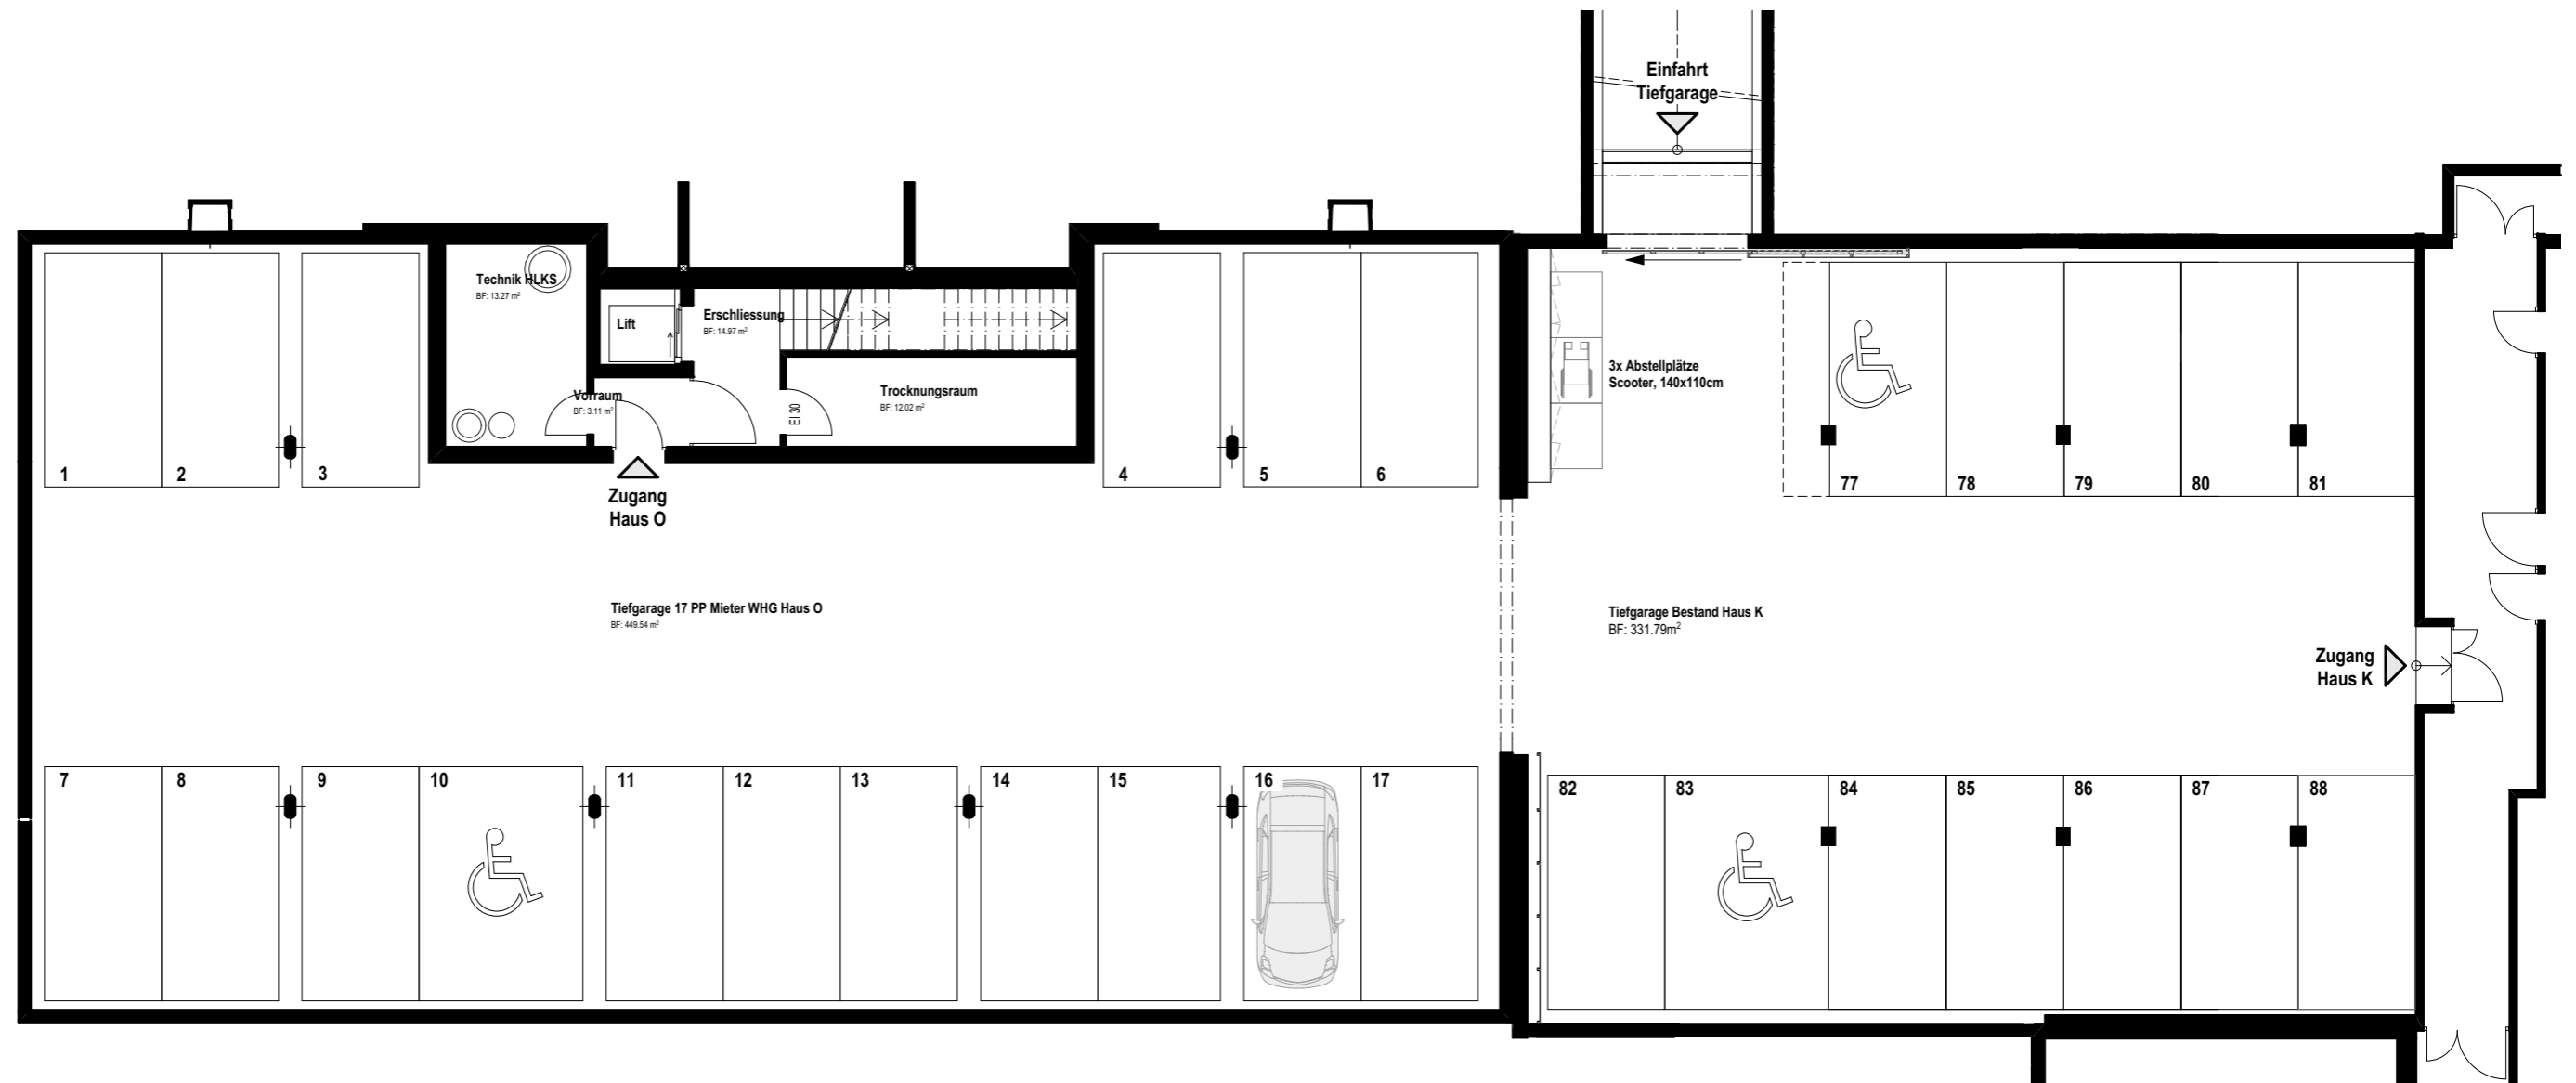 Einfahrt
Tiefgarage
Technik HLKS
BF: 13.27 m²
Lift
Erschliessung
BF: 14.97 m²
Vorraum
BF: 3.11 m²
EI 30
Trocknungsraum
BF: 12.02 m²
3x Abstellplätze
Scooter, 140x110cm
1
2
3
4
5
6
77
78
79
80
81
Zugang
Haus O
Tiefgarage 17 PP Mieter WHG Haus O
BF: 449.54 m²
Tiefgarage Bestand Haus K
BF: 331.79m²
Zugang
Haus K
7
8
9
10
11
12
13
14
15
16
17
82
83
84
85
86
87
88